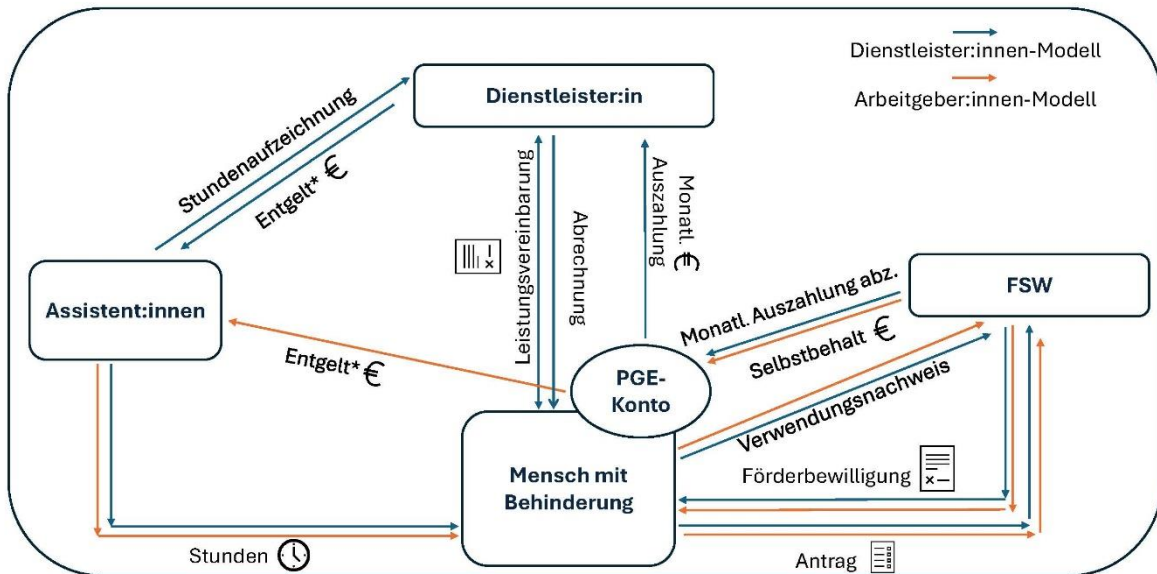 Dienstleister:innen-Modell
Arbeitgeber:innen-Modell
Dienstleister:in
Stundenaufzeichnung
Entgelt* €
Leistungsvereinbarung
Abrechnung
Monatl. €
Auszahlung
Assistent:innen
FSW
Monatl. Auszahlung abz.
Selbstbehalt €
Entgelt* €
PGE-
Konto
Verwendungsnachweis
Mensch mit
Behinderung
Förderbewilligung
Stunden
Antrag